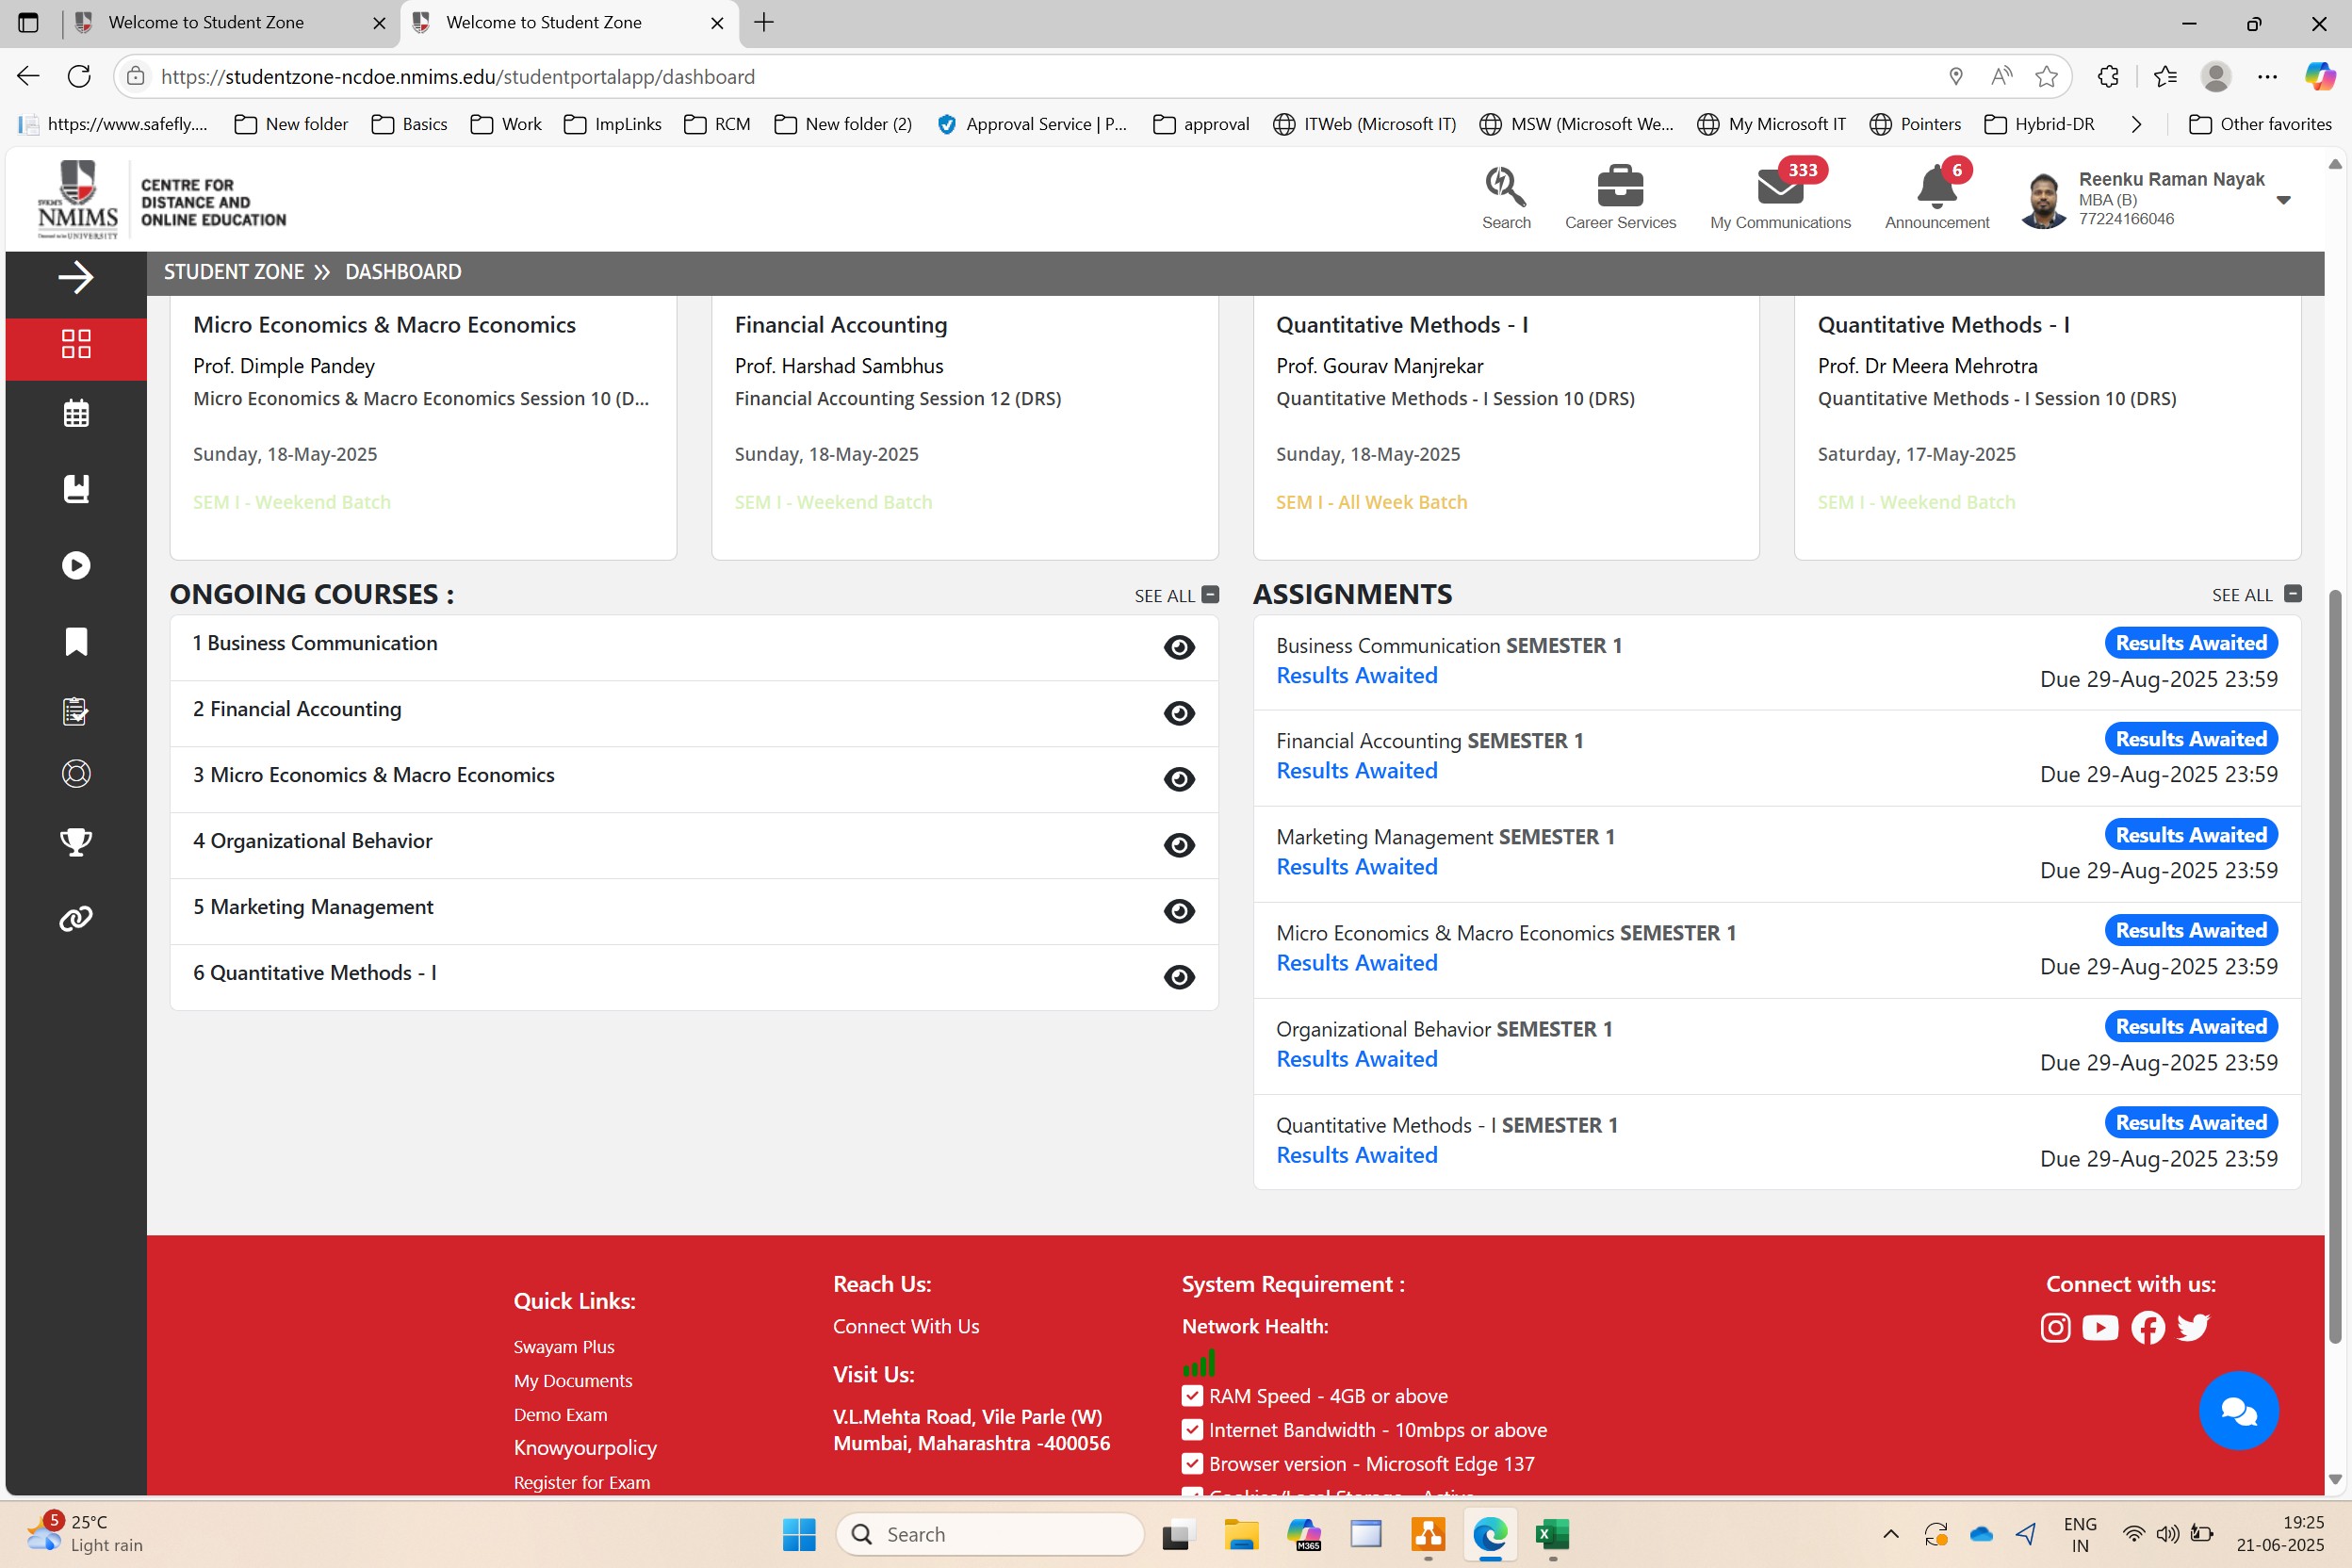 Welcome to Student Zone
Welcome to Student Zone
https://studentzone-ncdoe.nmims.edu/studentportalapp/dashboard
https://www.safefly....
New folder
Basics
Work
ImpLinks
RCM
New folder (2)
Approval Service | P...
approval
ITWeb (Microsoft IT)
MSW (Microsoft We...
My Microsoft IT
Pointers
Hybrid-DR
Other favorites
SVKM'S
NMIMS
CENTRE FOR
DISTANCE AND
ONLINE EDUCATION
Search
Career Services
333
My Communications
6
Announcement
Reenku Raman Nayak
MBA (B)
77224166046
STUDENT ZONE » DASHBOARD
Micro Economics & Macro Economics
Prof. Dimple Pandey
Micro Economics & Macro Economics Session 10 (D...
Sunday, 18-May-2025
SEM I - Weekend Batch
Financial Accounting
Prof. Harshad Sambhus
Financial Accounting Session 12 (DRS)
Sunday, 18-May-2025
SEM I - Weekend Batch
Quantitative Methods - I
Prof. Gourav Manjrekar
Quantitative Methods - I Session 10 (DRS)
Sunday, 18-May-2025
SEM I - All Week Batch
Quantitative Methods - I
Prof. Dr Meera Mehrotra
Quantitative Methods - I Session 10 (DRS)
Saturday, 17-May-2025
SEM I - Weekend Batch
ONGOING COURSES :
SEE ALL
1 Business Communication
2 Financial Accounting
3 Micro Economics & Macro Economics
4 Organizational Behavior
5 Marketing Management
6 Quantitative Methods - I
ASSIGNMENTS
SEE ALL
Business Communication SEMESTER 1
Results Awaited
Results Awaited
Due 29-Aug-2025 23:59
Financial Accounting SEMESTER 1
Results Awaited
Results Awaited
Due 29-Aug-2025 23:59
Marketing Management SEMESTER 1
Results Awaited
Results Awaited
Due 29-Aug-2025 23:59
Micro Economics & Macro Economics SEMESTER 1
Results Awaited
Results Awaited
Due 29-Aug-2025 23:59
Organizational Behavior SEMESTER 1
Results Awaited
Results Awaited
Due 29-Aug-2025 23:59
Quantitative Methods - I SEMESTER 1
Results Awaited
Results Awaited
Due 29-Aug-2025 23:59
Quick Links:
Swayam Plus
My Documents
Demo Exam
Knowyourpolicy
Register for Exam
Reach Us:
Connect With Us
Visit Us:
V.L.Mehta Road, Vile Parle (W)
Mumbai, Maharashtra -400056
System Requirement :
Network Health:
RAM Speed - 4GB or above
Internet Bandwidth - 10mbps or above
Browser version - Microsoft Edge 137
Connect with us:
5
25°C
Light rain
Search
M365
ENG
IN
19:25
21-06-2025